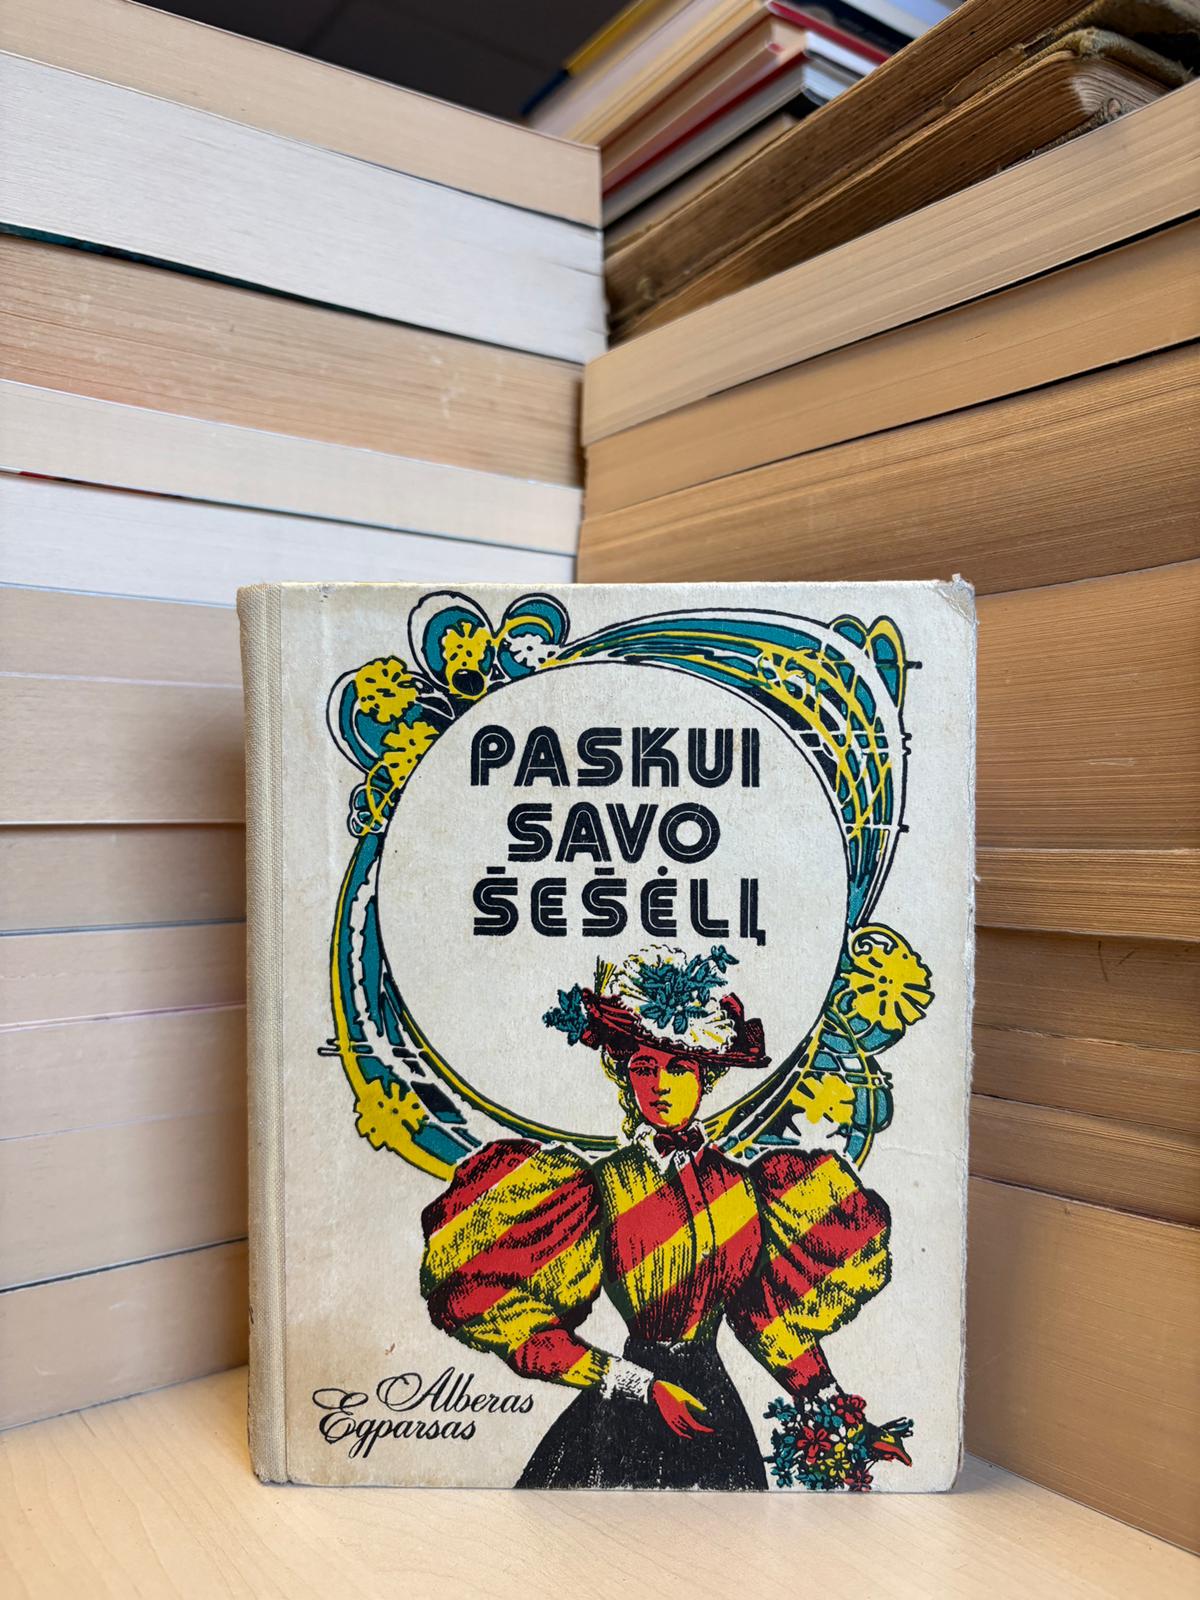 PASKUI
SAVO
ŠEŠĖLĮ
Alberas
Egparsas